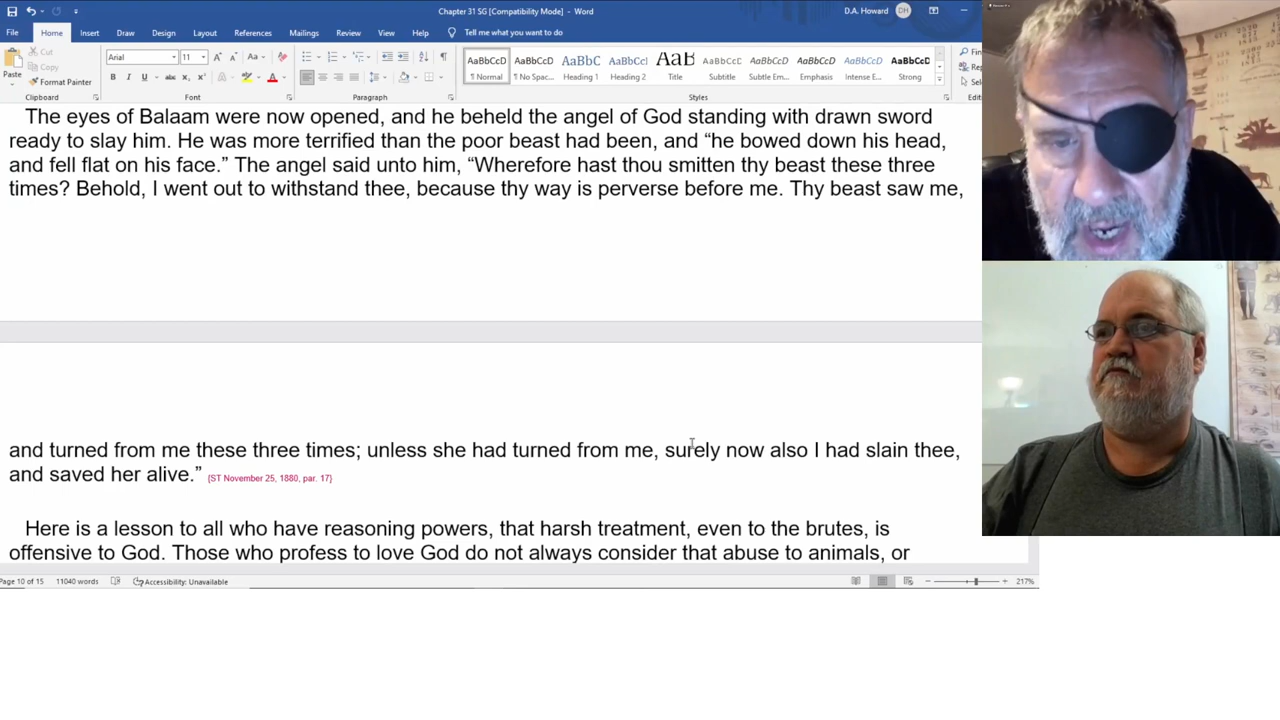 Chapter 31 SG [Compatibility Mode] - Word
D.A. Howard
DH
File Home Insert Draw Design Layout References Mailings Review View Help Tell me what you want to do
Paste
Cut
Copy
Format Painter
Clipboard
Arial 11
Font
Paragraph
AaBbCcD AaBbCcD AaBbC AaBbCc AaB AaBbCcD AaBbCcD AaBbCcD AaBbCcD AaBbCcD
¶ Normal ¶ No Spac... Heading 1 Heading 2 Title Subtitle Subtle Em... Emphasis Intense E... Strong
Styles
The eyes of Balaam were now opened, and he beheld the angel of God standing with drawn sword
ready to slay him. He was more terrified than the poor beast had been, and “he bowed down his head,
and fell flat on his face.” The angel said unto him, “Wherefore hast thou smitten thy beast these three
times? Behold, I went out to withstand thee, because thy way is perverse before me. Thy beast saw me,
and turned from me these three times; unless she had turned from me, surely now also I had slain thee,
and saved her alive.” {ST November 25, 1880, par. 17}
Here is a lesson to all who have reasoning powers, that harsh treatment, even to the brutes, is
offensive to God. Those who profess to love God do not always consider that abuse to animals, or
Page 10 of 15 11040 words Accessibility: Unavailable 217%